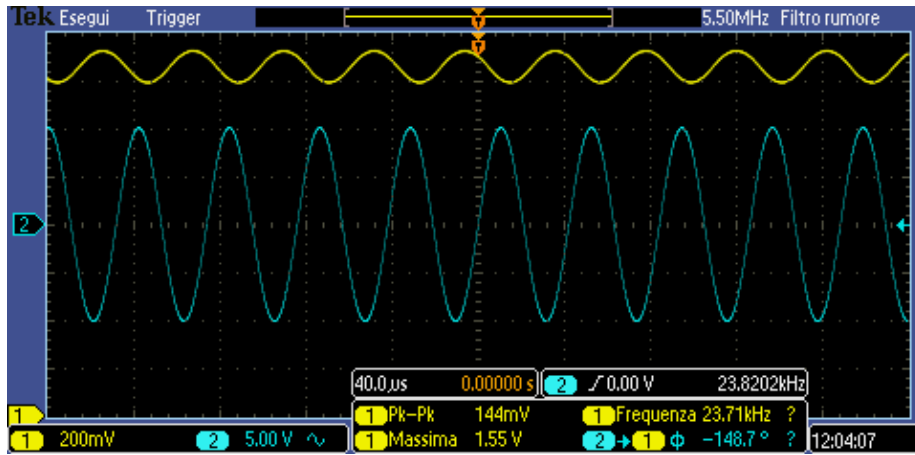 Tek Esegui Trigger 5.50MHz Filtro rumore
T
T
2
40.0µs 0.00000 s 2 0.00 V 23.8202kHz
1
1 Pk-Pk 144mV 1 Frequenza 23.71kHz ?
1 200mV 2 5.00 V 1 Massima 1.55 V 2 → 1 ϕ -148.7 ° ? 12:04:07